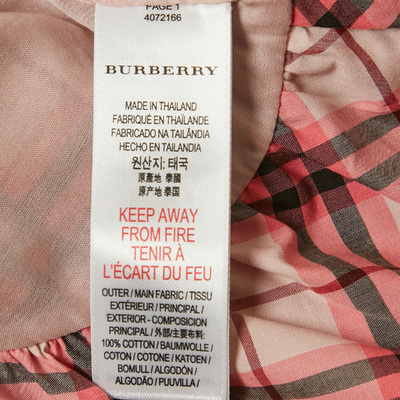 PAGE 1
4072166
BURBERRY
MADE IN THAILAND
FABRIQUÉ EN THAÏLANDE
FABRICADO NA TAILÂNDIA
HECHO EN TAILANDIA
원산지: 태국
原產地 泰國
原产地 泰国
KEEP AWAY
FROM FIRE
TENIR À
L'ÉCART DU FEU
OUTER / MAIN FABRIC / TISSU
EXTÉRIEUR / PRINCIPAL /
EXTERIOR - COMPOSICION
PRINCIPAL / 外部/主要布料:
100% COTTON / BAUMWOLLE /
COTON / COTONE / KATOEN /
BOMULL / ALGODÓN /
ALGODÃO / PUUVILLA /